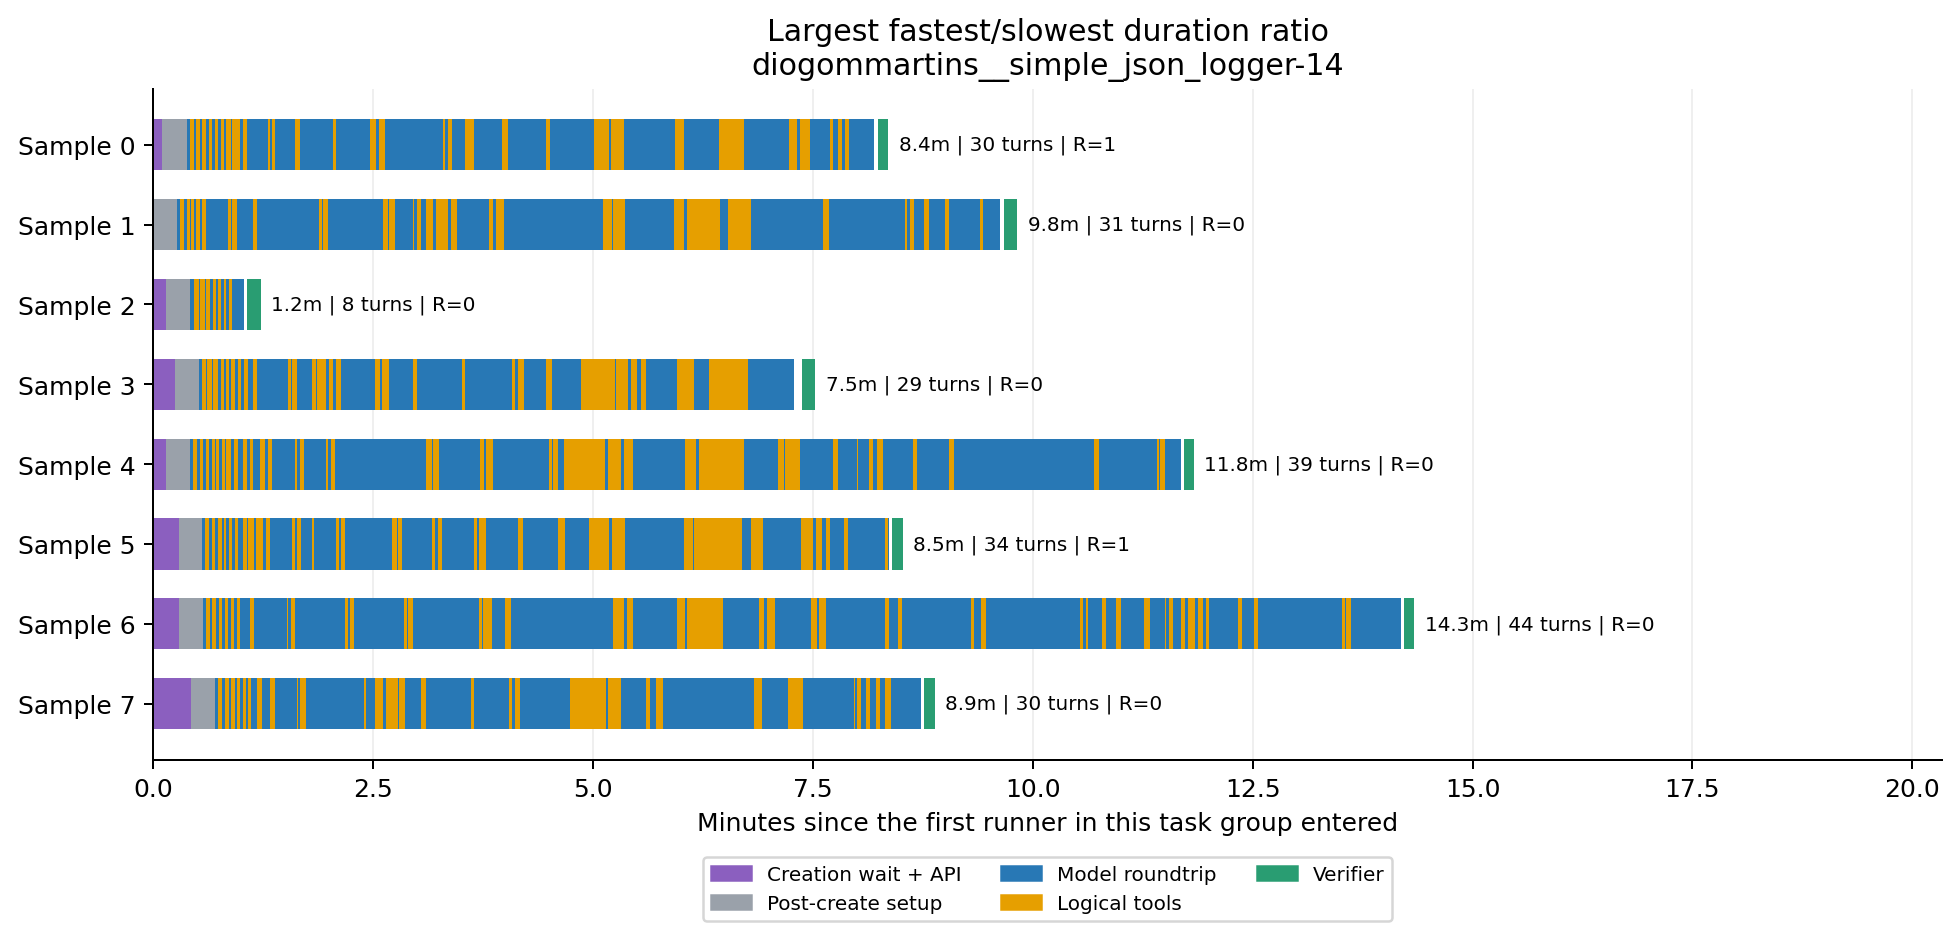 Largest fastest/slowest duration ratio
diogommartins__simple_json_logger-14
Sample 0
8.4m | 30 turns | R=1
Sample 1
9.8m | 31 turns | R=0
Sample 2
1.2m | 8 turns | R=0
Sample 3
7.5m | 29 turns | R=0
Sample 4
11.8m | 39 turns | R=0
Sample 5
8.5m | 34 turns | R=1
Sample 6
14.3m | 44 turns | R=0
Sample 7
8.9m | 30 turns | R=0
0.0 2.5 5.0 7.5 10.0 12.5 15.0 17.5 20.0
Minutes since the first runner in this task group entered
Creation wait + API Model roundtrip Verifier
Post-create setup Logical tools